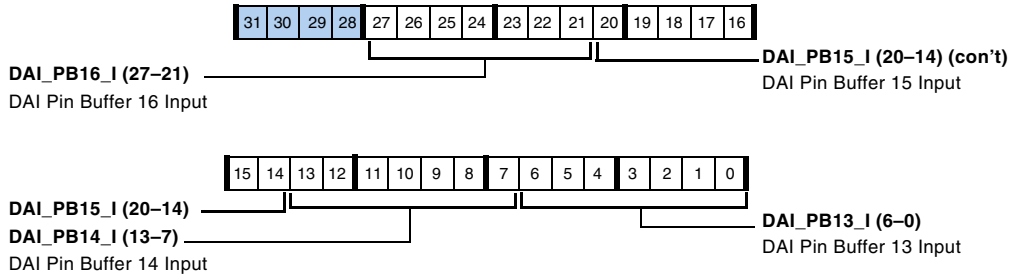 31 30 29 28 27 26 25 24 23 22 21 20 19 18 17 16
DAI_PB16_I (27–21)
DAI Pin Buffer 16 Input
DAI_PB15_I (20–14) (con't)
DAI Pin Buffer 15 Input
15 14 13 12 11 10 9 8 7 6 5 4 3 2 1 0
DAI_PB15_I (20–14)
DAI_PB14_I (13–7)
DAI Pin Buffer 14 Input
DAI_PB13_I (6–0)
DAI Pin Buffer 13 Input